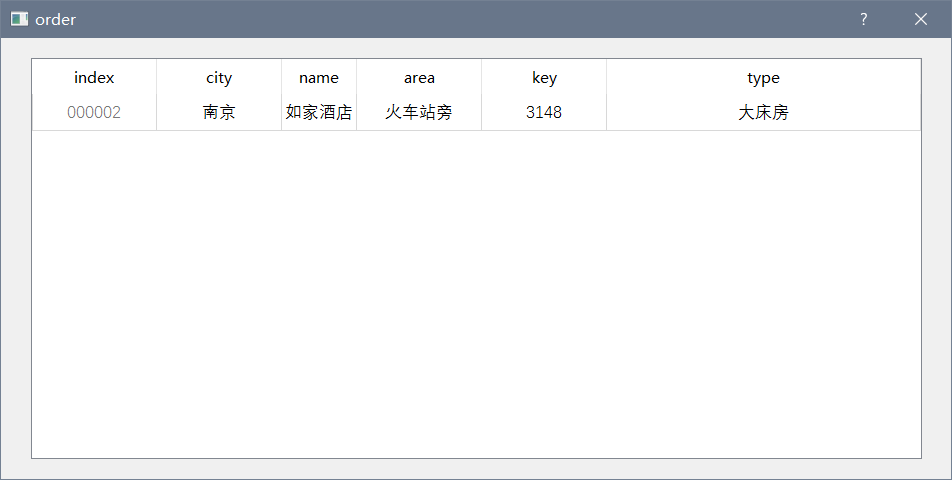 order
index city name area key type
000002 南京 如家酒店 火车站旁 3148 大床房